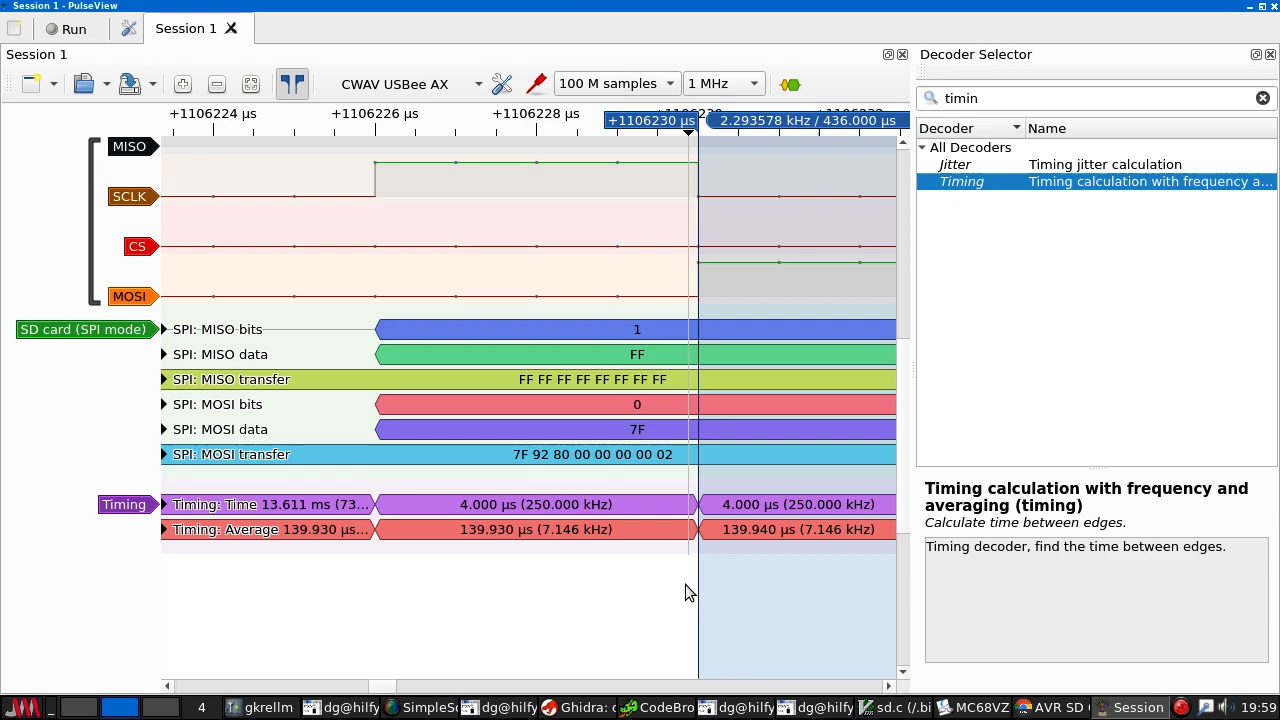 Session 1 - PulseView
Run
Session 1
Session 1
CWAV USBee AX
100 M samples
1 MHz
+1106224 µs
+1106226 µs
+1106228 µs
+1106230 µs
2.293578 kHz / 436.000 µs
MISO
SCLK
CS
MOSI
SD card (SPI mode)
SPI: MISO bits
1
SPI: MISO data
FF
SPI: MISO transfer
FF FF FF FF FF FF FF FF
SPI: MOSI bits
0
SPI: MOSI data
7F
SPI: MOSI transfer
7F 92 80 00 00 00 00 02
Timing
Timing: Time 13.611 ms (73...
4.000 µs (250.000 kHz)
4.000 µs (250.000 kHz)
Timing: Average 139.930 µs...
139.930 µs (7.146 kHz)
139.940 µs (7.146 kHz)
Decoder Selector
timin
Decoder
Name
All Decoders
Jitter
Timing jitter calculation
Timing
Timing calculation with frequency a...
Timing calculation with frequency and
averaging (timing)
Calculate time between edges.
Timing decoder, find the time between edges.
4
gkrellm
dg@hilfy
SimpleSc
dg@hilfy
Ghidra: c
CodeBro
dg@hilfy
dg@hilfy
sd.c (/.bi
MC68VZ
AVR SD
Session
19:59